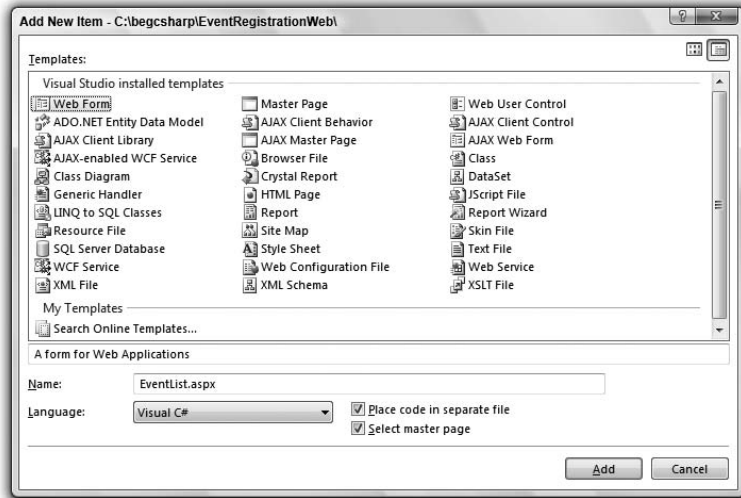 Add New Item - C:\begcsharp\EventRegistrationWeb\
Templates:
Visual Studio installed templates
Web Form Master Page Web User Control
ADO.NET Entity Data Model AJAX Client Behavior AJAX Client Control
AJAX Client Library AJAX Master Page AJAX Web Form
AJAX-enabled WCF Service Browser File Class
Class Diagram Crystal Report DataSet
Generic Handler HTML Page JScript File
LINQ to SQL Classes Report Report Wizard
Resource File Site Map Skin File
SQL Server Database Style Sheet Text File
WCF Service Web Configuration File Web Service
XML File XML Schema XSLT File
My Templates
Search Online Templates...
A form for Web Applications
Name: EventList.aspx
Language: Visual C# Place code in separate file
Select master page
Add Cancel